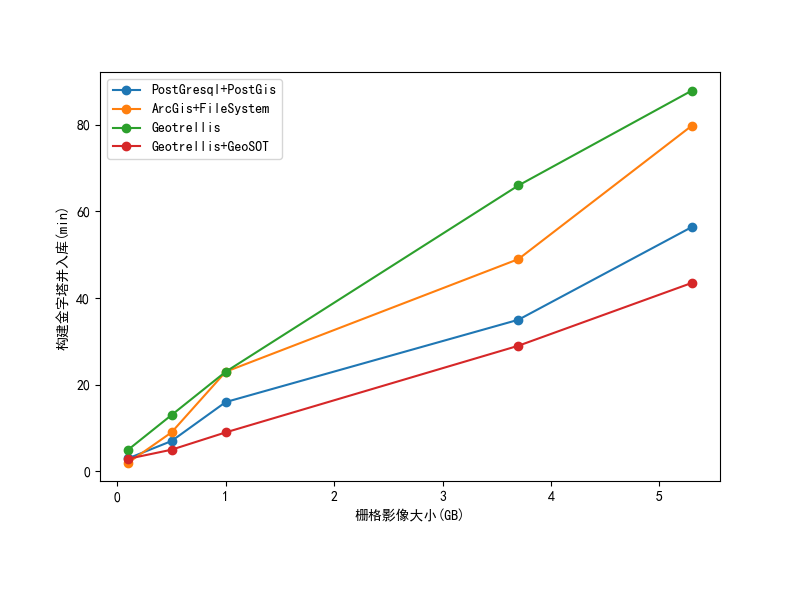 PostGresql+PostGis
ArcGis+FileSystem
Geotrellis
Geotrellis+GeoSOT
构建金字塔并入库(min)
80
60
40
20
0
0 1 2 3 4 5
栅格影像大小(GB)